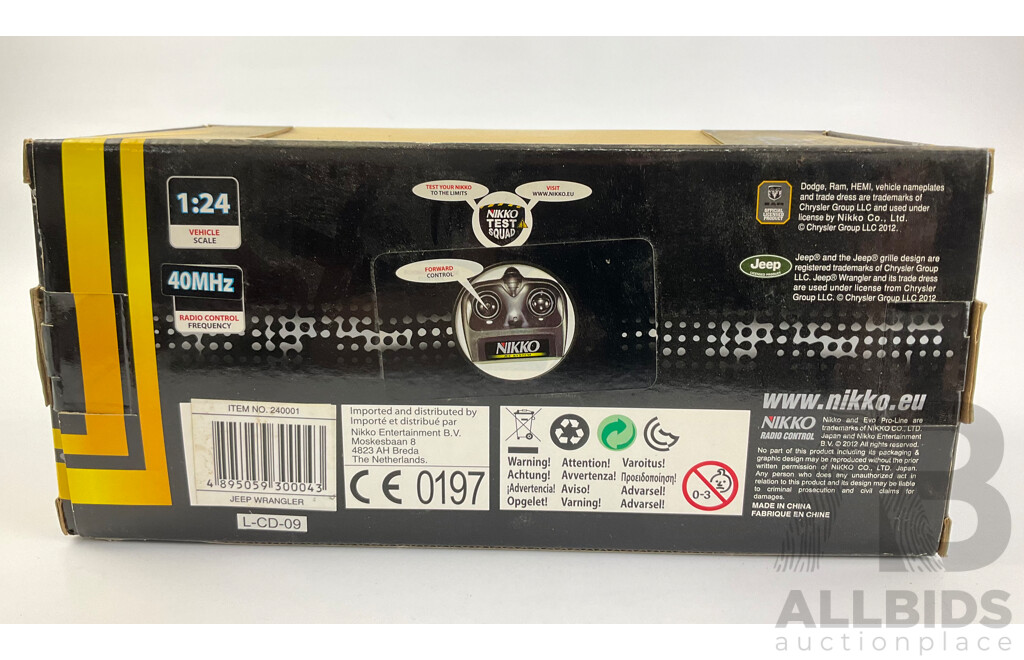 1:24
VEHICLE
SCALE
40MHz
RADIO CONTROL
FREQUENCY
TEST YOUR NIKKO
TO THE LIMITS
VISIT
WWW.NIKKO.EU
NIKKO
TEST
SQUAD
FORWARD
CONTROL
NIKKO
OFFICIAL
LICENSED
PRODUCT
Dodge, Ram, HEMI, vehicle nameplates
and trade dress are trademarks of
Chrysler Group LLC and used under
license by Nikko Co., Ltd.
© Chrysler Group LLC 2012.
Jeep
Jeep® and the Jeep® grille design are
registered trademarks of Chrysler Group
LLC. Jeep® Wrangler and its trade dress
are used under license from Chrysler
Group LLC. © Chrysler Group LLC 2012
ITEM NO. 240001
4 895059 300043
JEEP WRANGLER
L-CD-09
Imported and distributed by
Importé et distribué par
Nikko Entertainment B.V.
Moskesbaan 8
4823 AH Breda
The Netherlands.
CE 0197
Warning! Attention! Varoitus!
Achtung! Avvertenza! Προειδοποίηση!
¡Advertencia! Aviso! Advarsel!
Opgelet! Varning! Advarsel!
0-3
www.nikko.eu
NIKKO
RADIO CONTROL
Nikko and Evo Pro-Line are
trademarks of NIKKO CO., LTD.
Japan and Nikko Entertainment
B.V. © 2012 All rights reserved.
No part of this product including its packaging &
graphic design may be reproduced without the prior
written permission of NIKKO CO., LTD. Japan.
Any person who does any unauthorized act in
relation to this product and its design may be liable
to criminal prosecution and civil claims for
damages.
MADE IN CHINA
FABRIQUE EN CHINE
AB
ALLBIDS
auctionplace